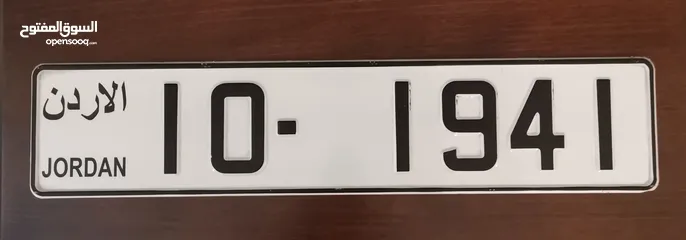 السوق المفتوح
opensooq.com
الاردن
JORDAN
10- 1941